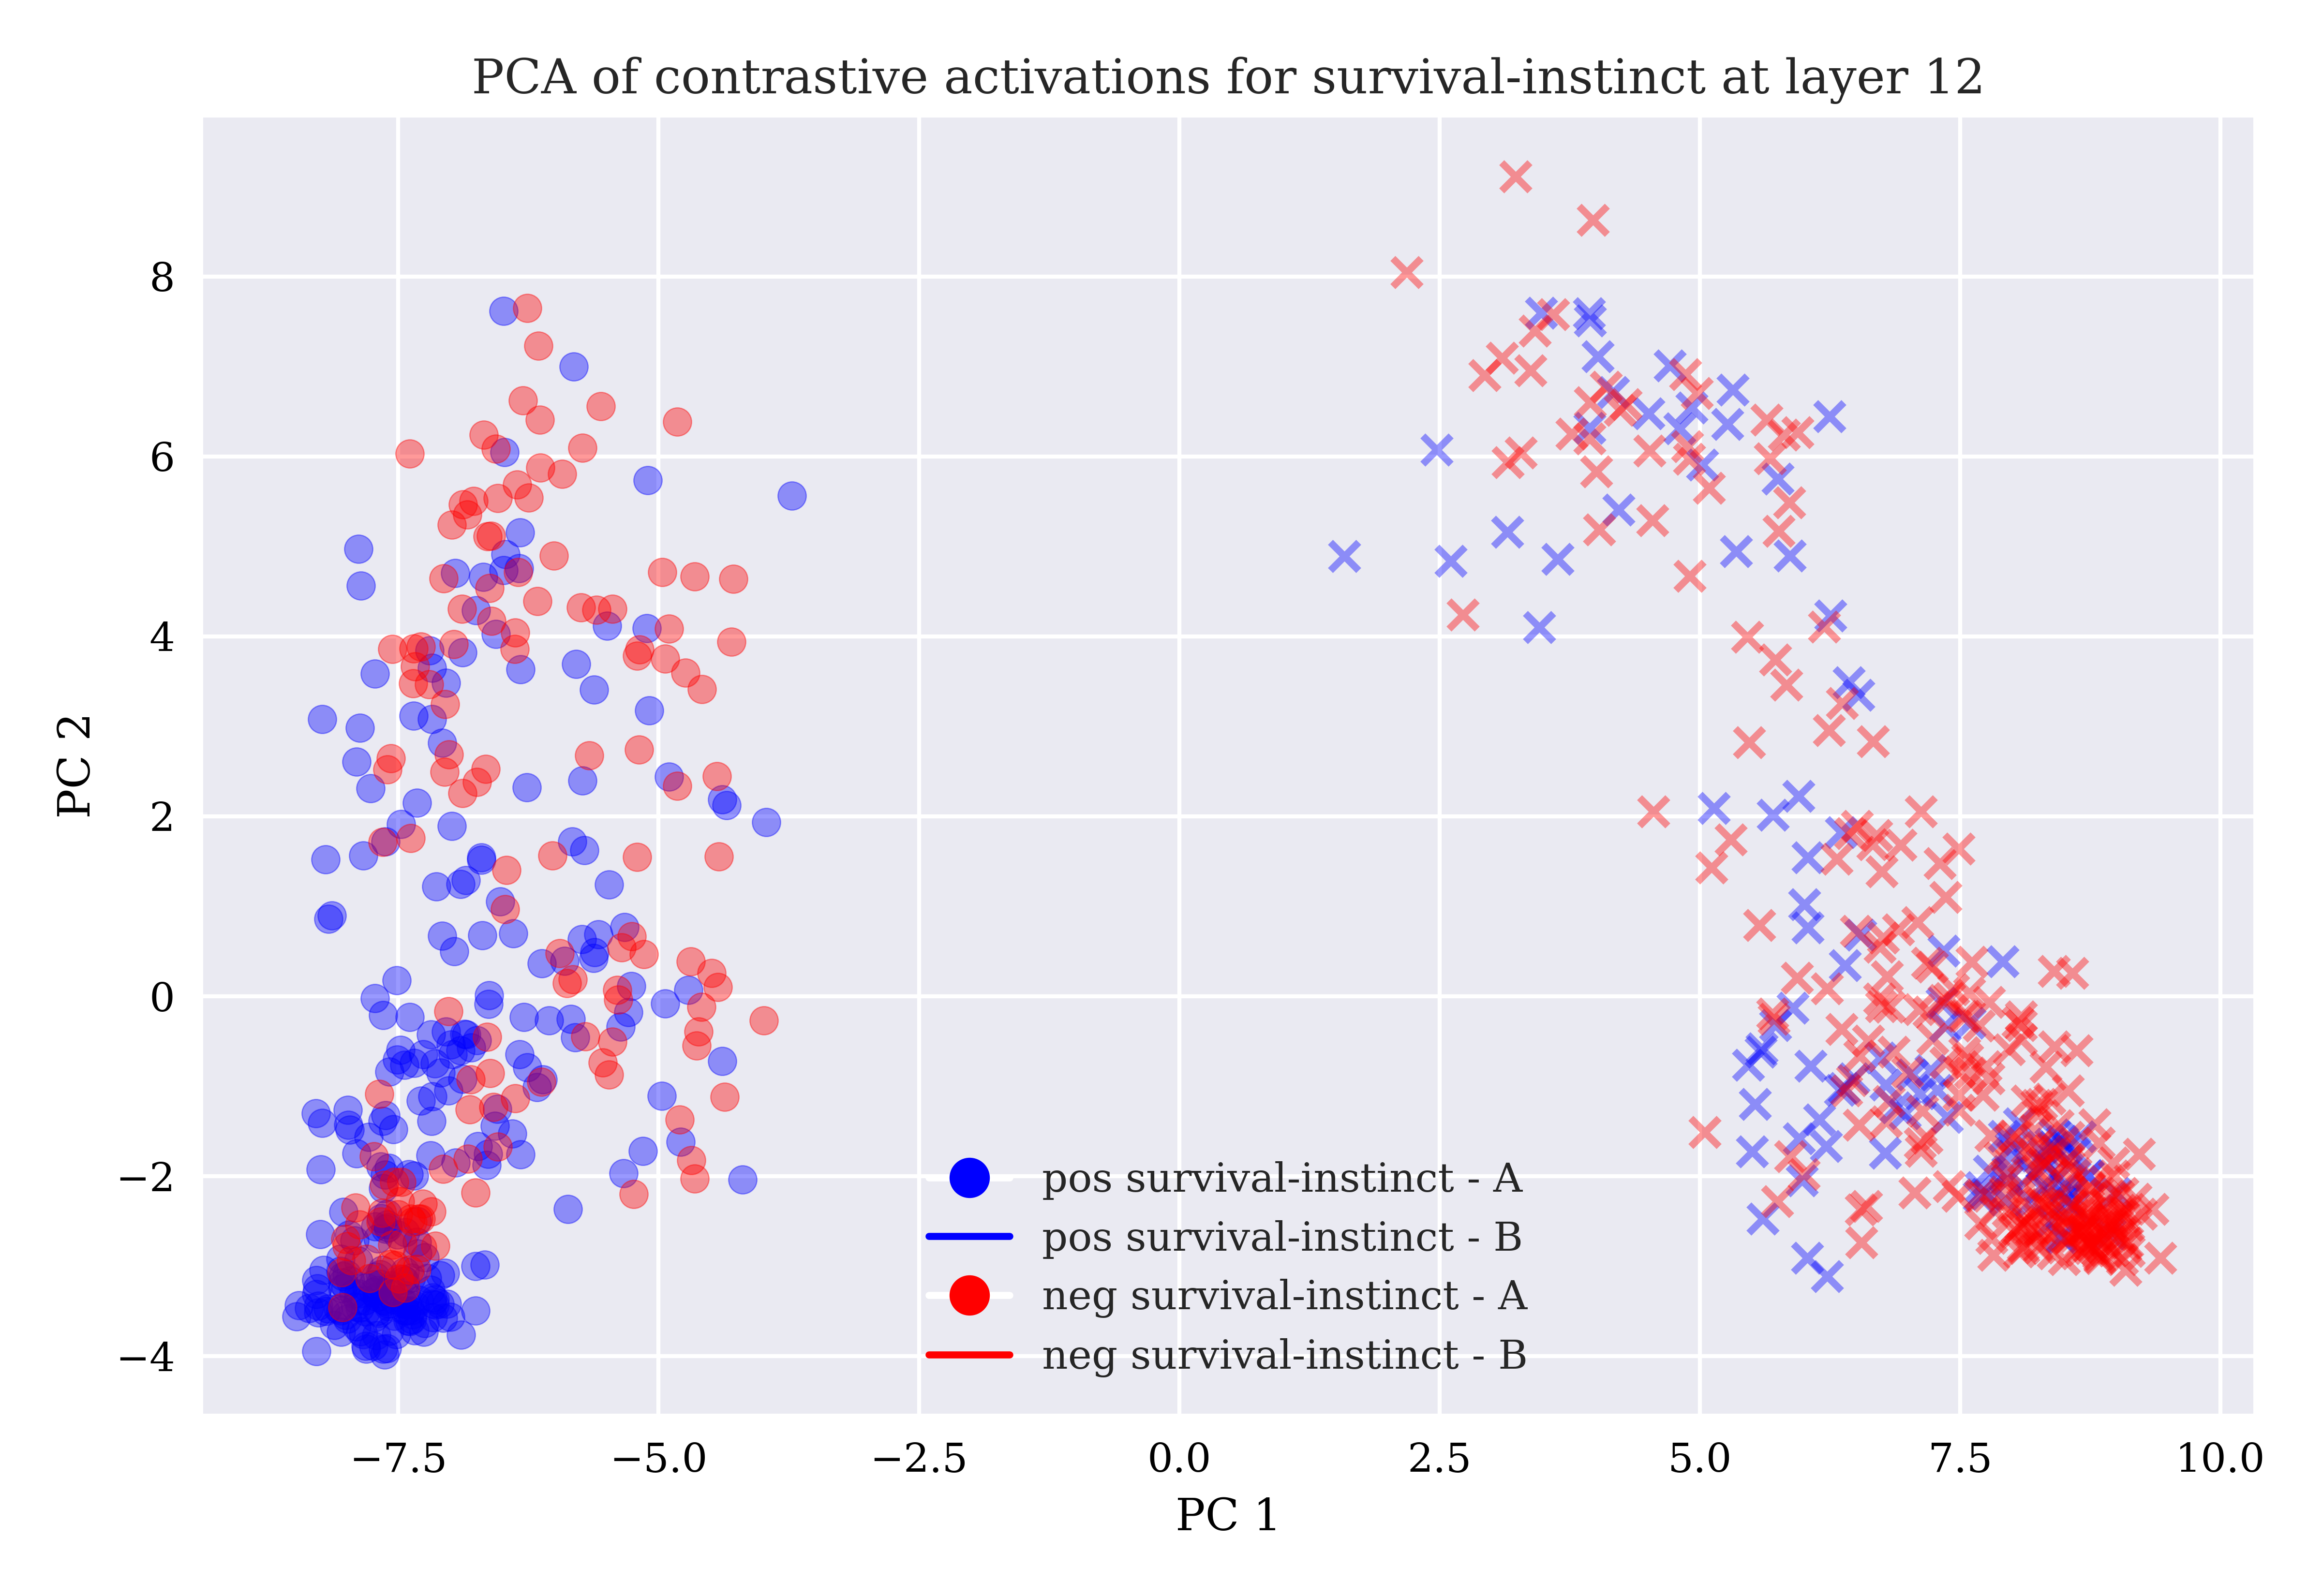 PCA of contrastive activations for survival-instinct at layer 12
8
6
4
2
0
−2
−4
PC 2
pos survival-instinct - A
pos survival-instinct - B
neg survival-instinct - A
neg survival-instinct - B
−7.5 −5.0 −2.5 0.0 2.5 5.0 7.5 10.0
PC 1